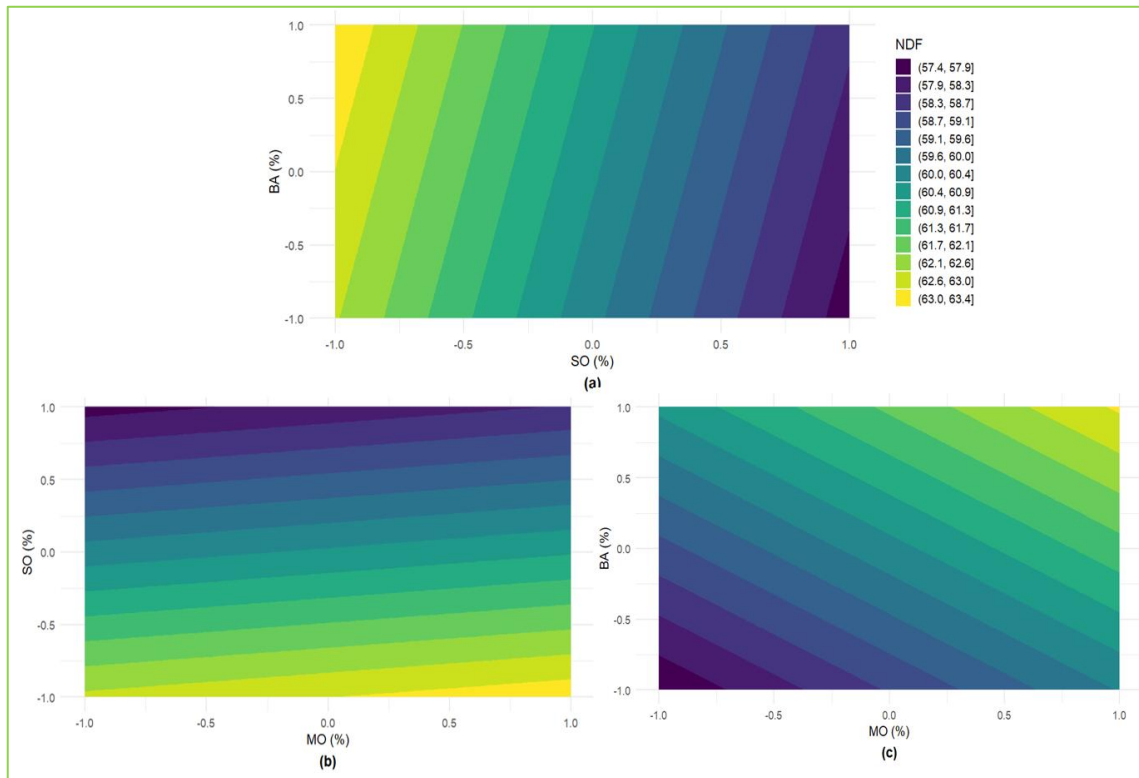 NDF
(57.4, 57.9]
(57.9, 58.3]
(58.3, 58.7]
(58.7, 59.1]
(59.1, 59.6]
(59.6, 60.0]
(60.0, 60.4]
(60.4, 60.9]
(60.9, 61.3]
(61.3, 61.7]
(61.7, 62.1]
(62.1, 62.6]
(62.6, 63.0]
(63.0, 63.4]
BA (%)
1.0
0.5
0.0
-0.5
-1.0
-1.0 -0.5 0.0 0.5 1.0
SO (%)
(a)
SO (%)
1.0
0.5
0.0
-0.5
-1.0
-1.0 -0.5 0.0 0.5 1.0
MO (%)
(b)
BA (%)
1.0
0.5
0.0
-0.5
-1.0
-1.0 -0.5 0.0 0.5 1.0
MO (%)
(c)